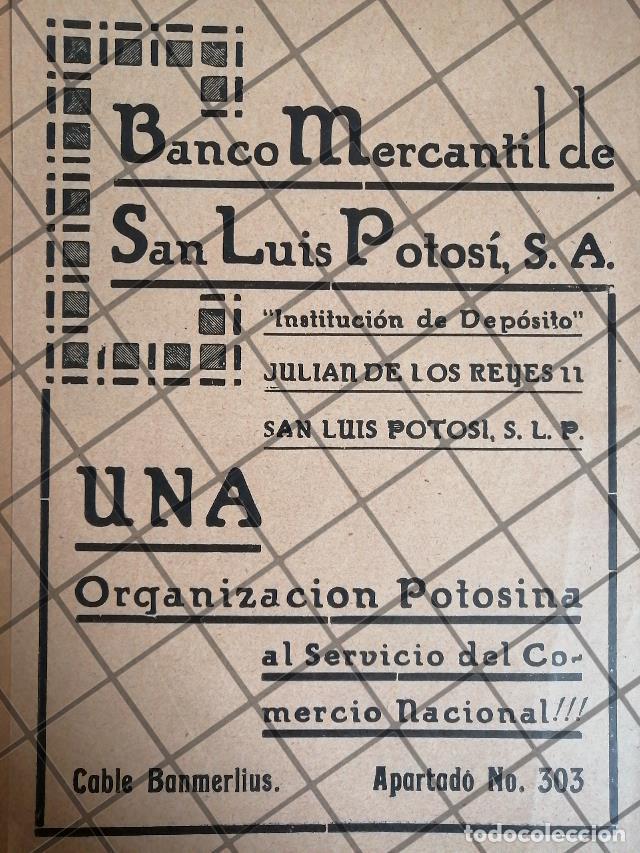 Banco Mercantil de
San Luis Potosí, S. A.
"Institución de Depósito"
JULIAN DE LOS REYES 11
SAN LUIS POTOSI, S. L. P.
UNA
Organizacion Potosina
al Servicio del Co-
mercio Nacional!!!
Cable Banmerlius. Apartado No. 303
todocoleccion